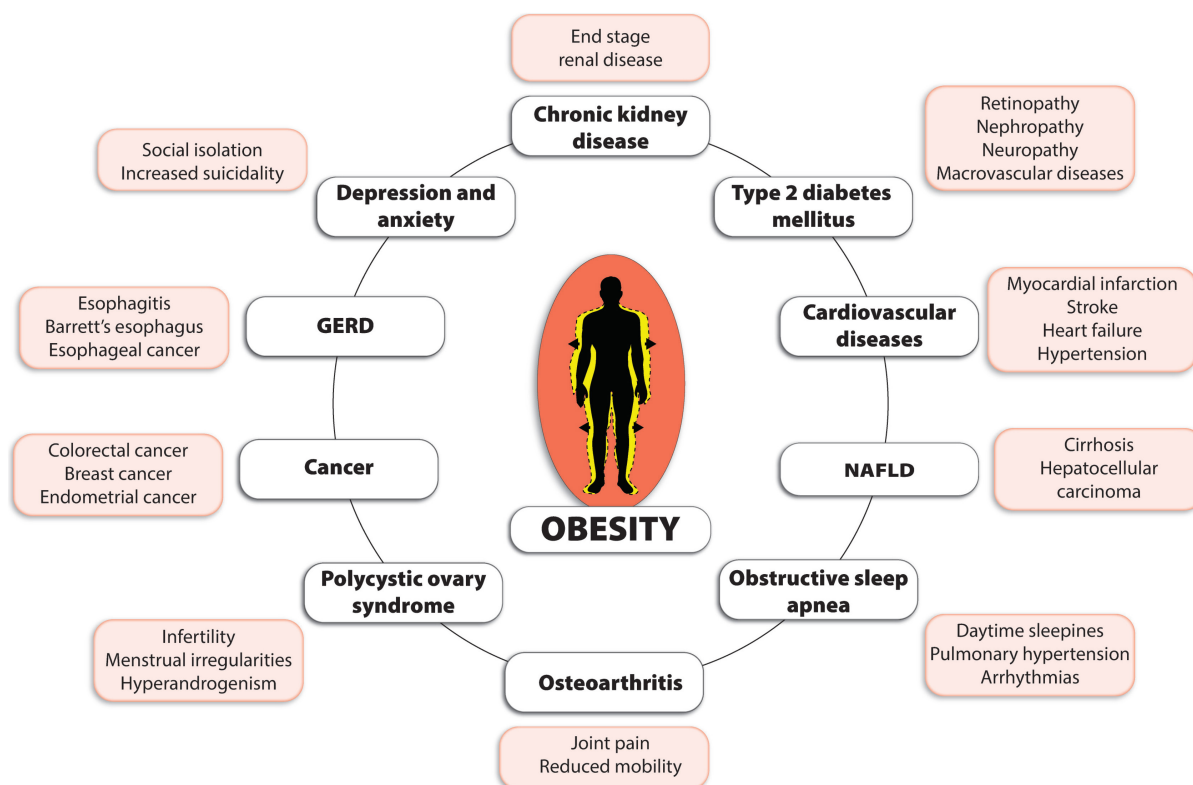 End stage
renal disease
Chronic kidney
disease
Retinopathy
Nephropathy
Neuropathy
Macrovascular diseases
Type 2 diabetes
mellitus
Myocardial infarction
Stroke
Heart failure
Hypertension
Cardiovascular
diseases
Cirrhosis
Hepatocellular
carcinoma
NAFLD
Daytime sleepines
Pulmonary hypertension
Arrhythmias
Obstructive sleep
apnea
Osteoarthritis
Joint pain
Reduced mobility
Polycystic ovary
syndrome
Infertility
Menstrual irregularities
Hyperandrogenism
Cancer
Colorectal cancer
Breast cancer
Endometrial cancer
GERD
Esophagitis
Barrett's esophagus
Esophageal cancer
Depression and
anxiety
Social isolation
Increased suicidality
OBESITY